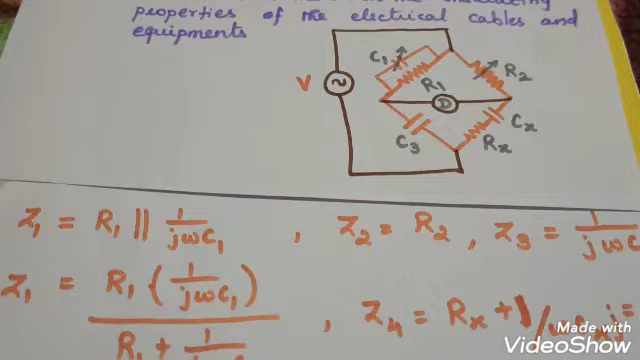 properties of the electrical cables and
equipments
C₁
R₂
V
R₁
D
Cx
C₃
Rx
Z₁ = R₁ || 1/jωC₁ , Z₂ = R₂ , Z₃ = 1/jωC
Z₁ = R₁ (1/jωC₁) / R₁ + 1 , Z₄ = Rx +
Made with
VideoShow